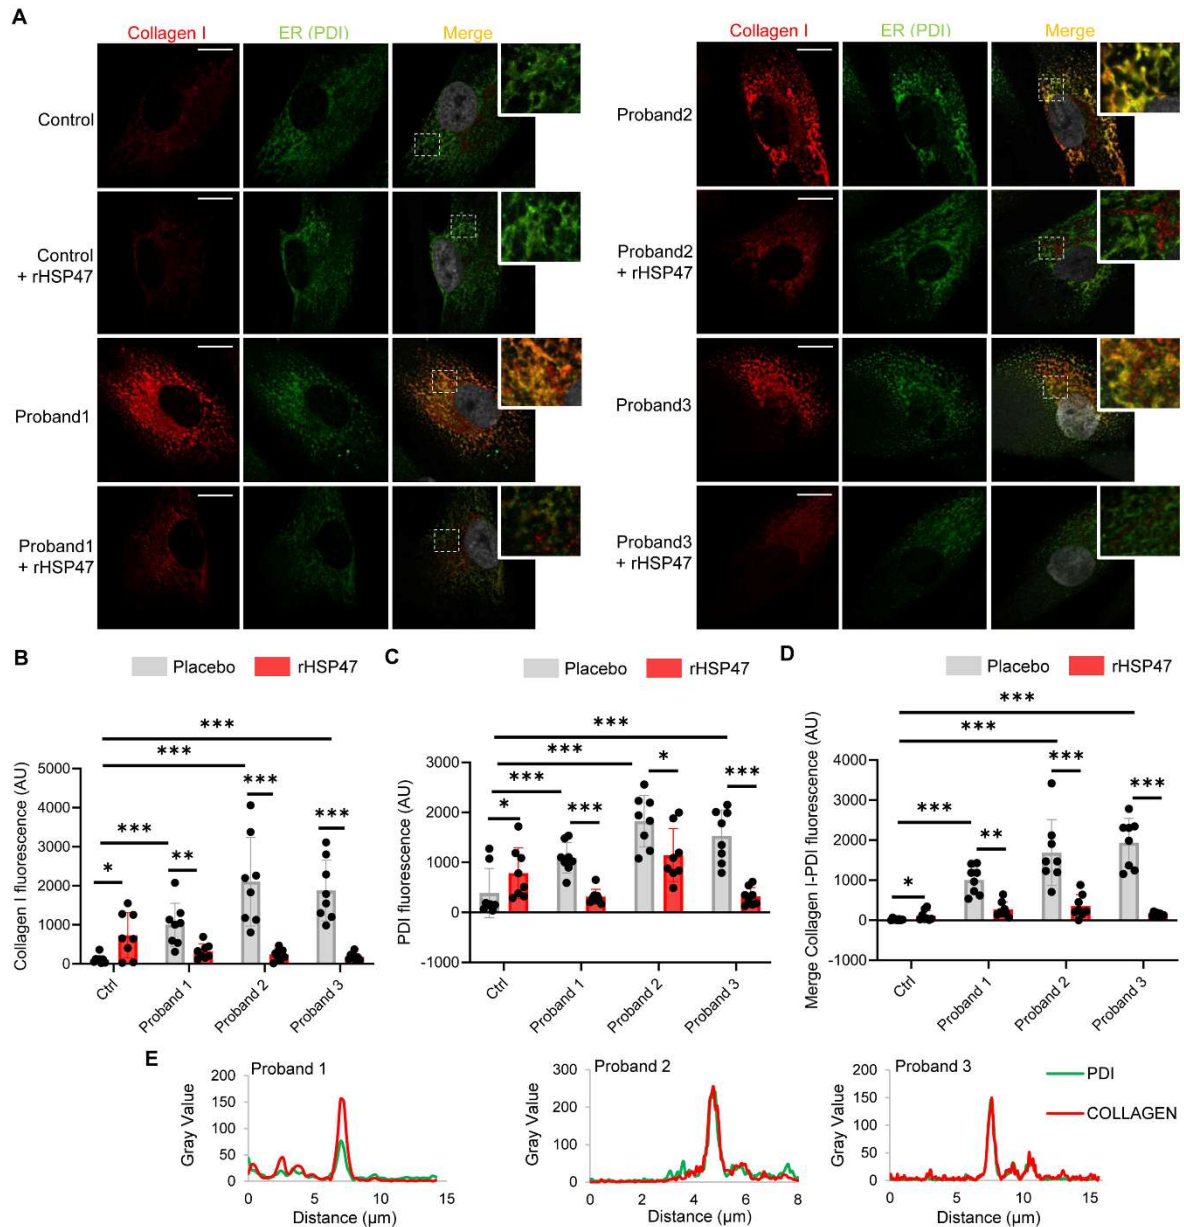 A
Collagen I
ER (PDI)
Merge
Collagen I
ER (PDI)
Merge
Control
Proband2
Control
+ rHSP47
Proband2
+ rHSP47
Proband1
Proband3
Proband1
+ rHSP47
Proband3
+ rHSP47
B
Placebo
rHSP47
Collagen I fluorescence (AU)
5000
4000
3000
2000
1000
0
***
***
***
*
**
***
***
Ctrl
Proband 1
Proband 2
Proband 3
C
Placebo
rHSP47
PDI fluorescence (AU)
3000
2000
1000
0
-1000
***
***
***
*
***
*
***
Ctrl
Proband 1
Proband 2
Proband 3
D
Placebo
rHSP47
Merge Collagen I-PDI fluorescence (AU)
4000
3000
2000
1000
0
-1000
***
***
***
*
**
***
***
Ctrl
Proband 1
Proband 2
Proband 3
E
Proband 1
Gray Value
200
150
100
50
0
0
5
10
15
Distance (µm)
Proband 2
Gray Value
300
200
100
0
0
2
4
6
8
Distance (µm)
Proband 3
Gray Value
200
150
100
50
0
0
5
10
15
Distance (µm)
PDI
COLLAGEN